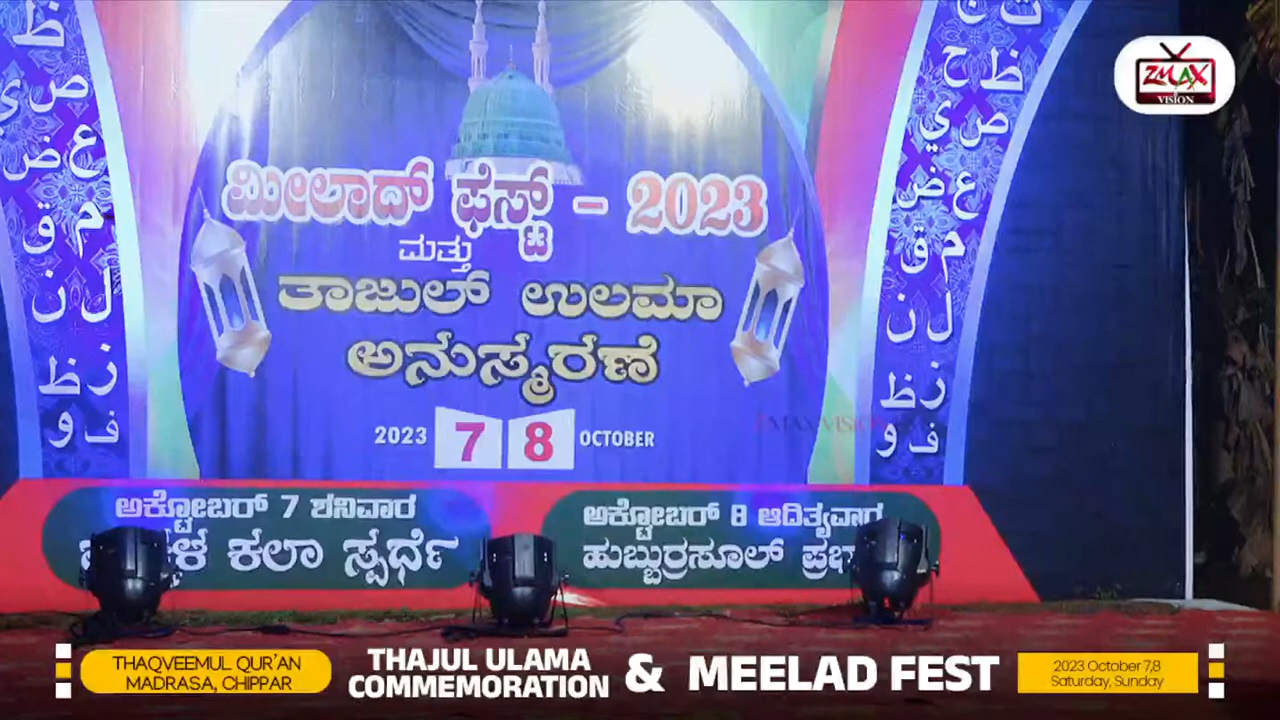 ZMAX
VISION
ಮೀಲಾದ್ ಫೆಸ್ಟ್ - 2023
ಮತ್ತು
ತಾಜುಲ್ ಉಲಮಾ
ಅನುಸ್ಮರಣೆ
2023 7 8 OCTOBER
ಅಕ್ಟೋಬರ್ 7 ಶನಿವಾರ
ಕಲಾ ಸ್ಪರ್ಧೆ
ಅಕ್ಟೋಬರ್ 8 ಆದಿತ್ಯವಾರ
ಹುಬ್ಬುರ್ರಸೂಲ್
THAQVEEMUL QUR'AN
MADRASA, CHIPPAR
THAJUL ULAMA
COMMEMORATION
& MEELAD FEST
2023 October 7,8
Saturday, Sunday